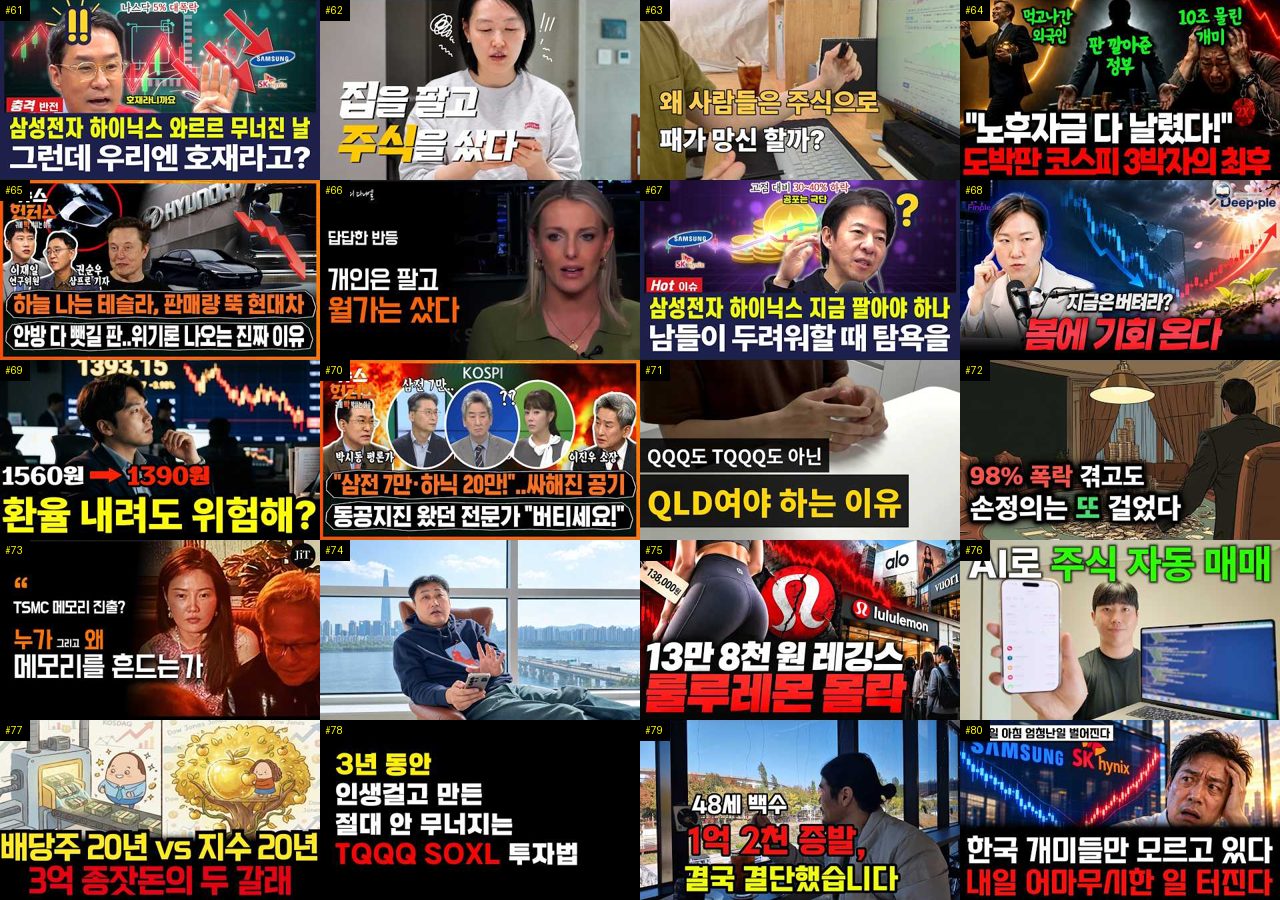 #61
나스닥 5% 대폭락
SAMSUNG
SK hynix
호재라니까요
충격 반전
삼성전자 하이닉스 와르르 무너진 날
그런데 우리엔 호재라고?
#62
집을 팔고
주식을 샀다
#63
왜 사람들은 주식으로
패가 망신 할까?
#64
먹고나간
외국인
판 깔아준
정부
10조 물린
개미
"노후자금 다 날렸다!"
도박판 코스피 3박자의 최후
#65
헌터스
HYUNDAI
이재일
연구위원
권순우
삼프로 기자
하늘 나는 테슬라, 판매량 뚝 현대차
안방 다 뺏길 판..위기론 나오는 진짜 이유
#66
답답한 반등
개인은 팔고
월가는 샀다
#67
고점 대비 30~40% 하락
공포는 극단
?
SAMSUNG
SK hynix
Hot 이슈
삼성전자 하이닉스 지금 팔아야 하나
남들이 두려워할 때 탐욕을
#68
Finple
Deep+ple
지금은 버텨라?
봄에 기회 온다
#69
1393.15
1560원 → 1390원
환율 내려도 위험해?
#70
헌터스
KOSPI
삼전 7만..
??
박시동 평론가
이진우 소장
"삼전 7만·하닉 20만!"..싸해진 공기
동공지진 왔던 전문가 "버티세요!"
#71
QQQ도 TQQQ도 아닌
QLD여야 하는 이유
#72
98% 폭락 겪고도
손정의는 또 걸었다
#73
JiT
TSMC 메모리 진출?
누가 그리고 왜
메모리를 흔드는가
#74
#75
138,000원
alo
vuori
lululemon
13만 8천 원 레깅스
룰루레몬 몰락
#76
AI로 주식 자동 매매
#77
KOSDAQ
Dow Jones
배당주 20년 vs 지수 20년
3억 종잣돈의 두 갈래
#78
3년 동안
인생걸고 만든
절대 안 무너지는
TQQQ SOXL 투자법
#79
48세 백수
1억 2천 증발,
결국 결단했습니다
#80
일 아침 엄청난일 벌어진다
SAMSUNG
SK hynix
한국 개미들만 모르고 있다
내일 어마무시한 일 터진다